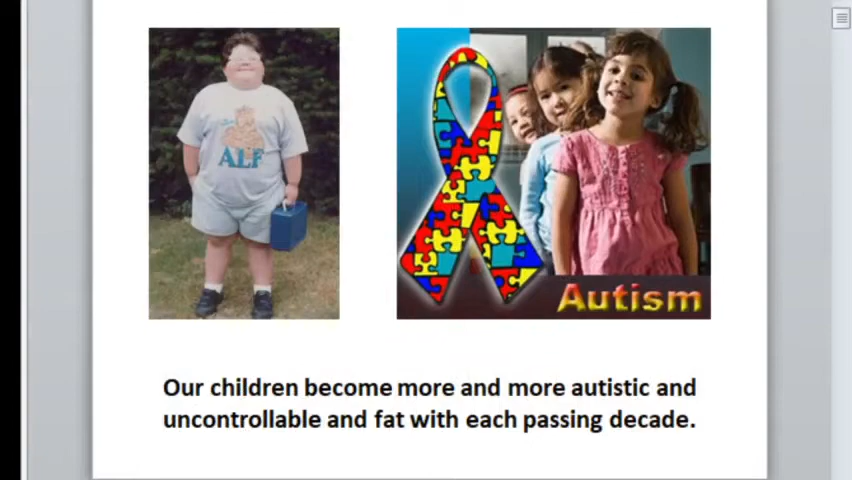 ALF
Autism
Our children become more and more autistic and
uncontrollable and fat with each passing decade.